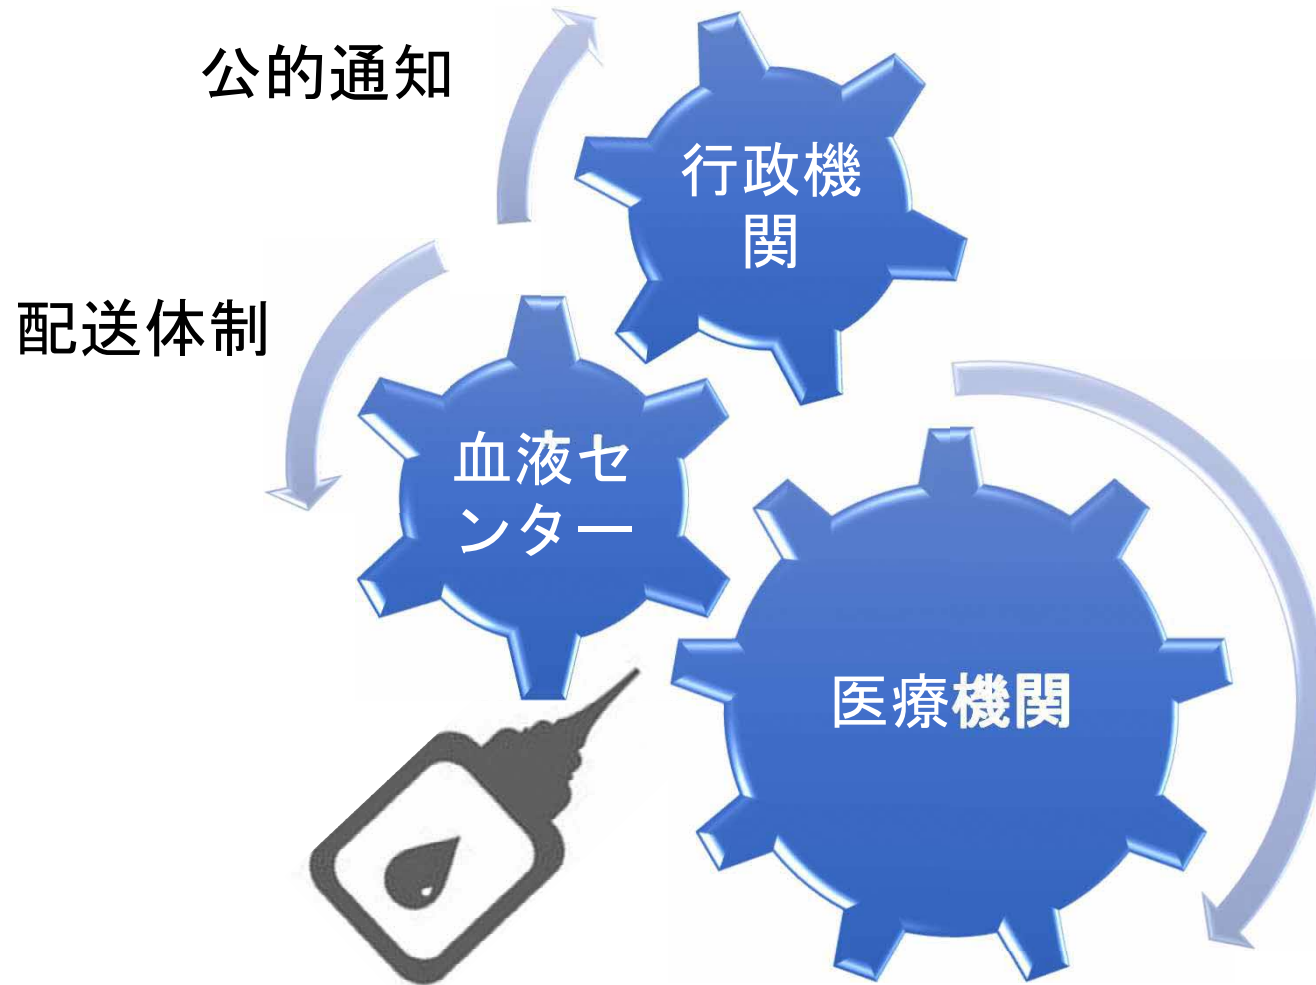 公的通知
行政機
関
配送体制
血液セ
ンター
医療機関